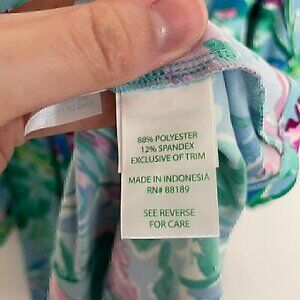 88% POLYESTER
12% SPANDEX
EXCLUSIVE OF TRIM
MADE IN INDONESIA
RN# 88189
SEE REVERSE
FOR CARE